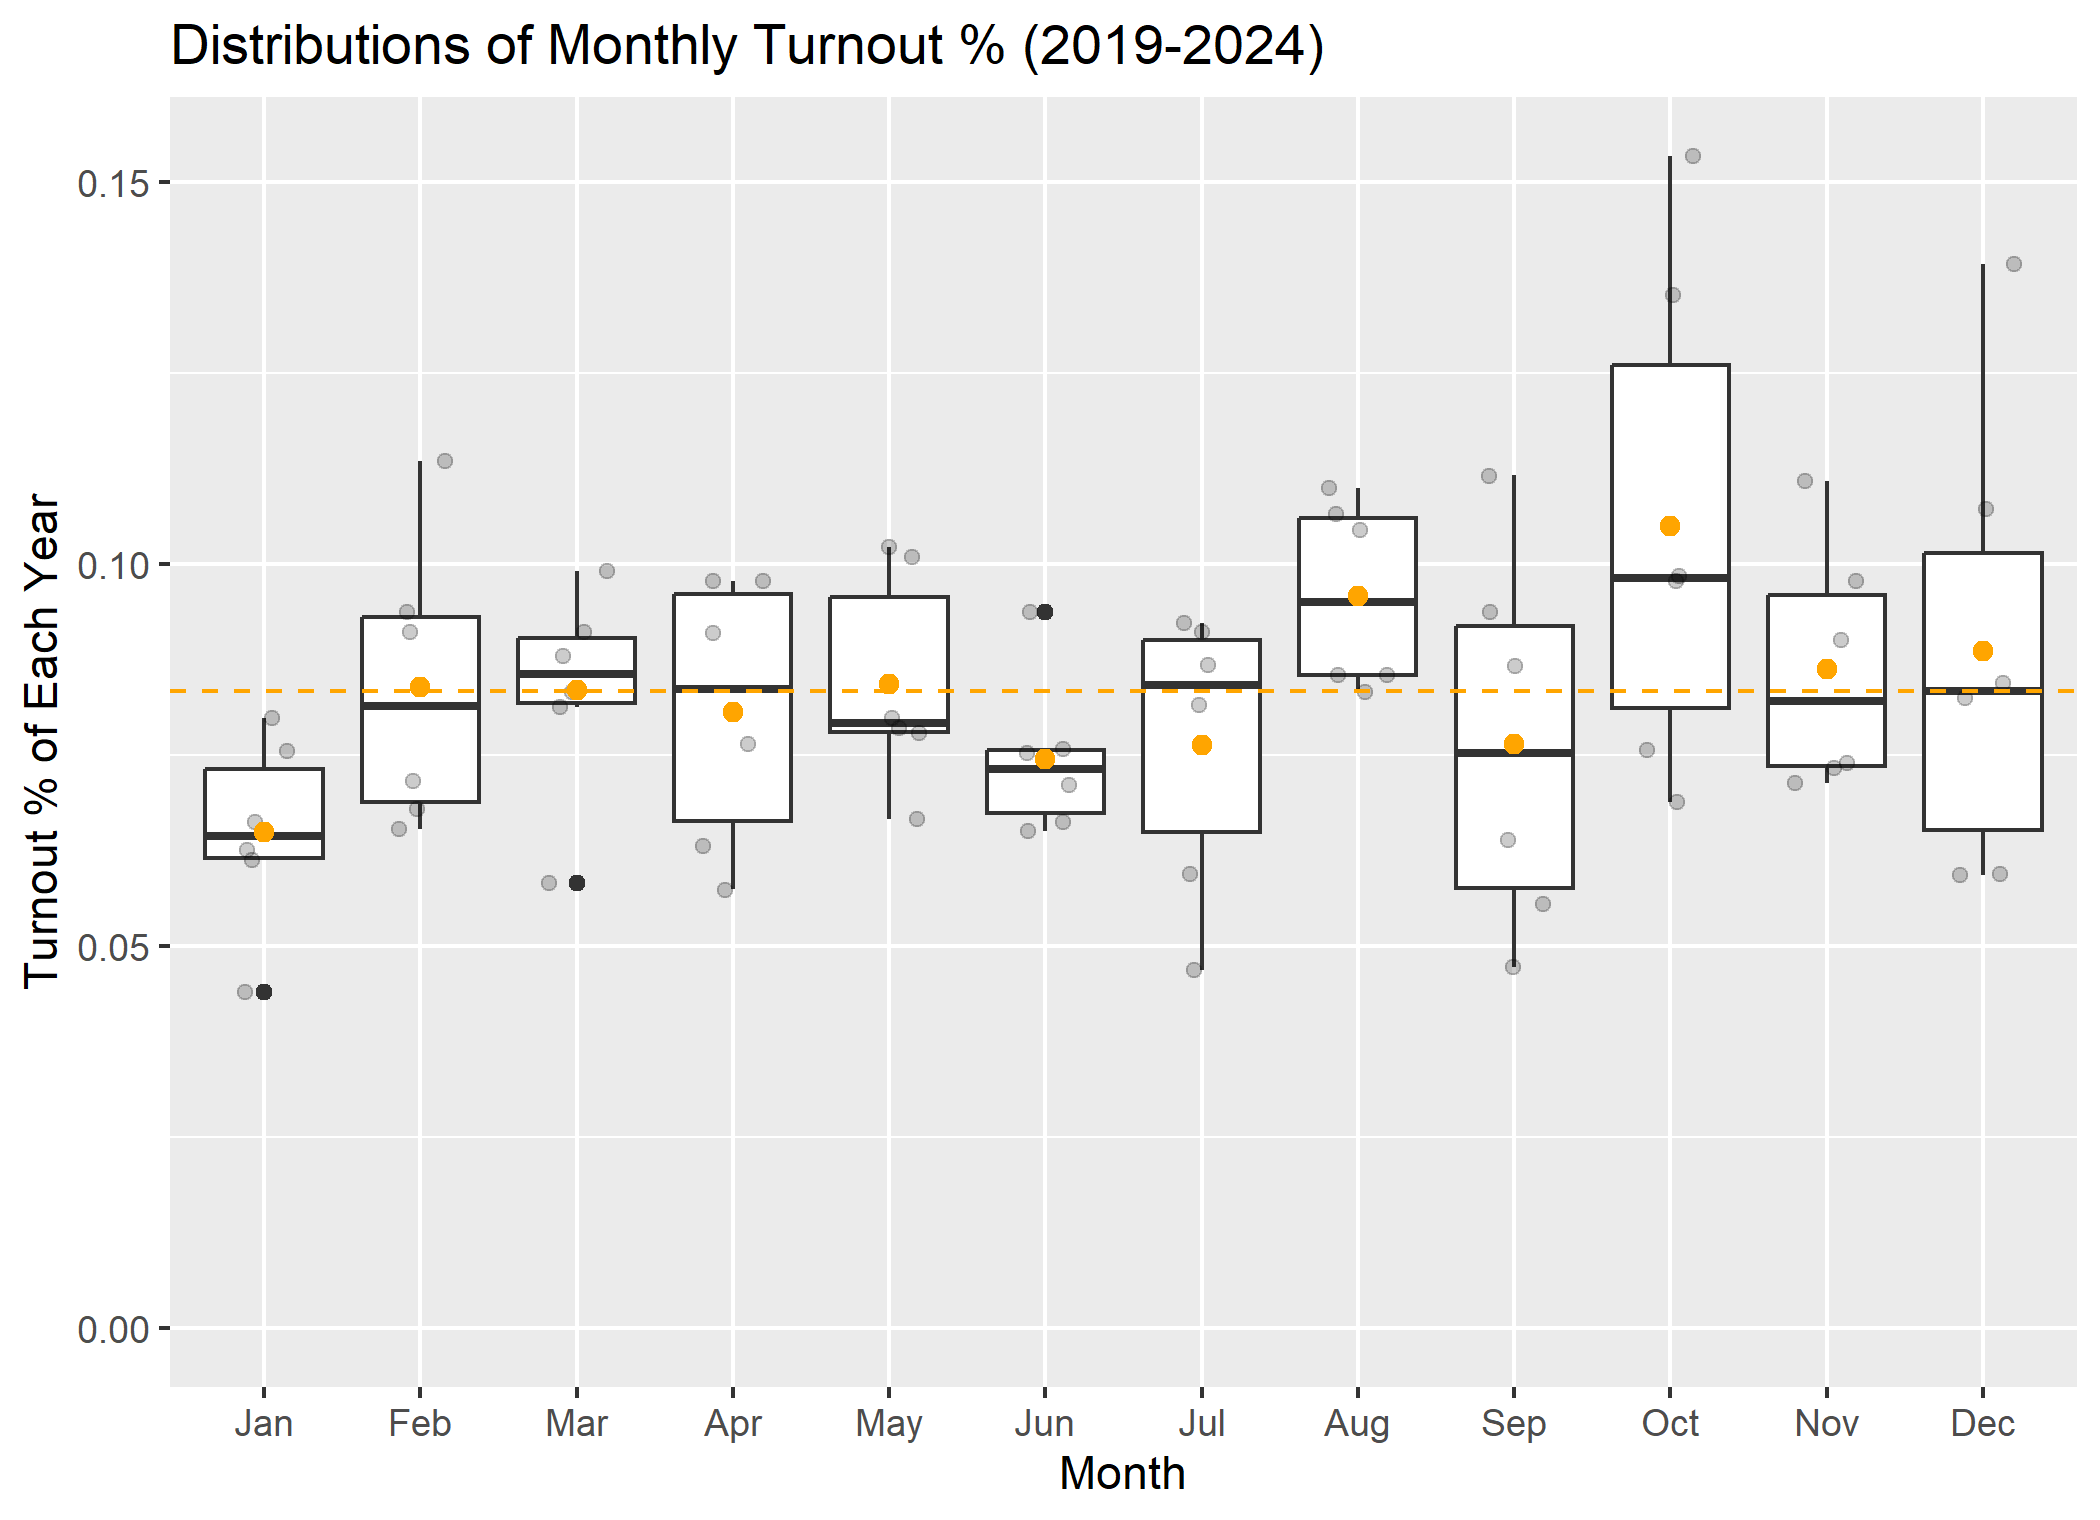 Distributions of Monthly Turnout % (2019-2024)
Turnout % of Each Year
0.15
0.10
0.05
0.00
Jan Feb Mar Apr May Jun Jul Aug Sep Oct Nov Dec
Month